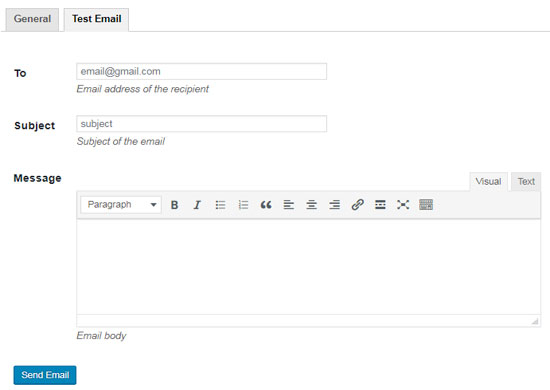 General Test Email
To email@gmail.com
Email address of the recipient
Subject subject
Subject of the email
Message
Visual Text
Paragraph B I
Email body
Send Email